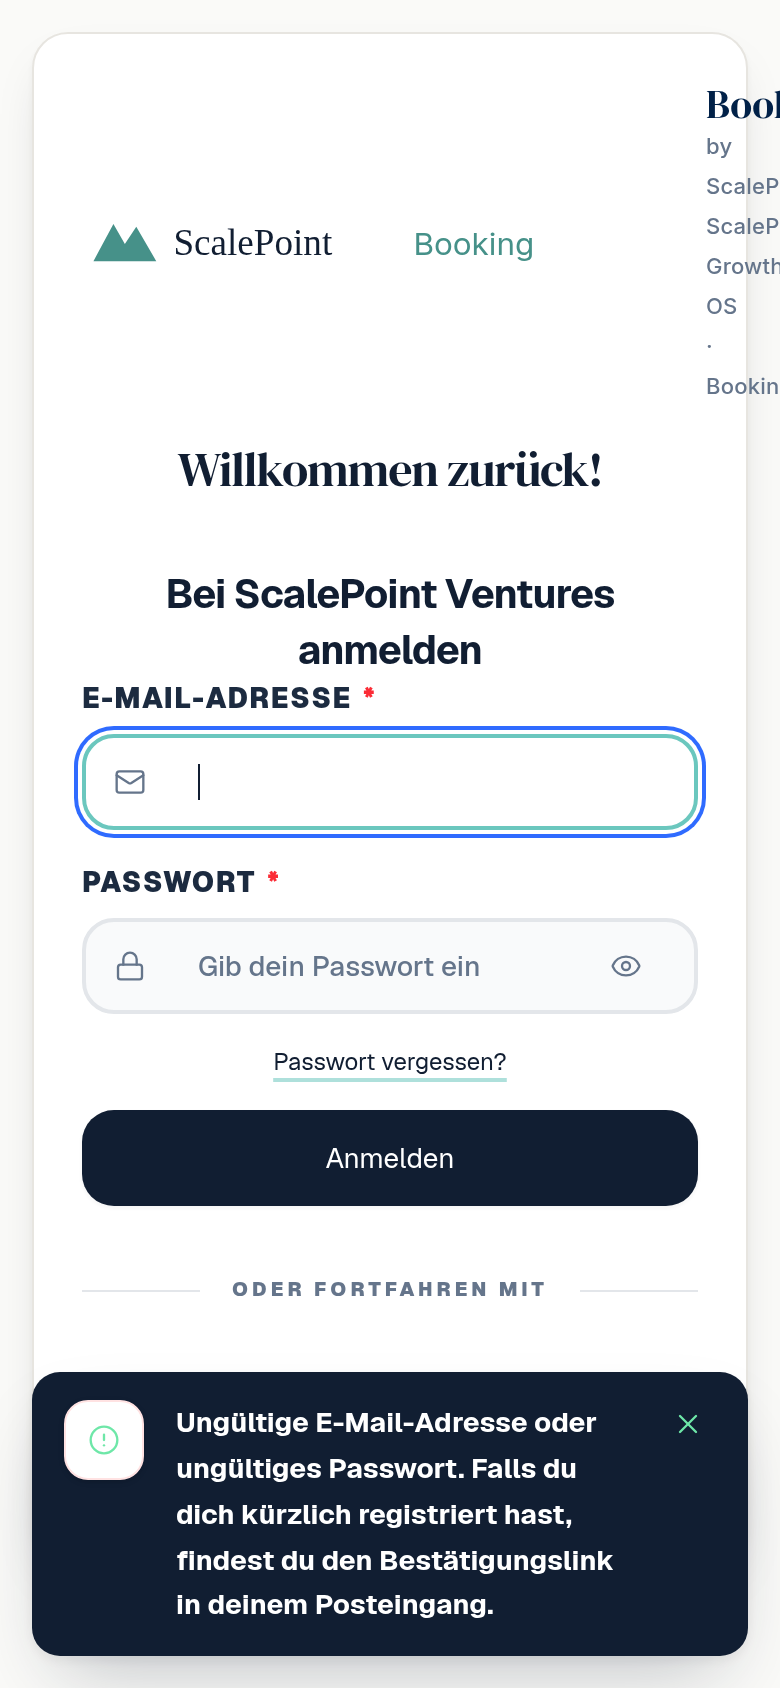 ScalePoint Booking
Bool
by
ScaleP
ScaleP
Growth
OS
·
Bookin
Willkommen zurück!
Bei ScalePoint Ventures
anmelden
E-MAIL-ADRESSE *
PASSWORT *
Gib dein Passwort ein
Passwort vergessen?
Anmelden
ODER FORTFAHREN MIT
Ungültige E-Mail-Adresse oder
ungültiges Passwort. Falls du
dich kürzlich registriert hast,
findest du den Bestätigungslink
in deinem Posteingang.